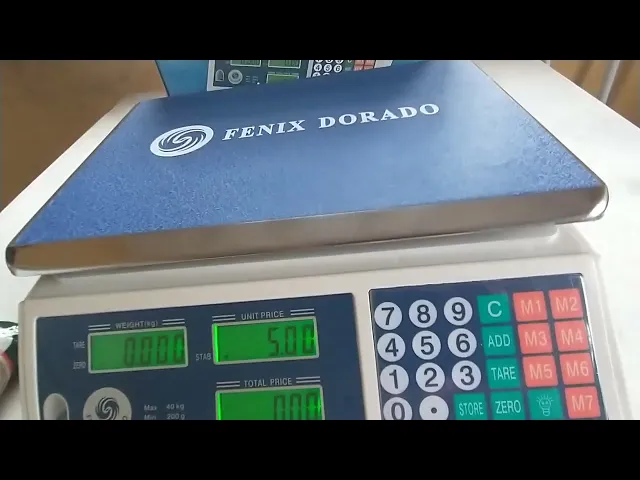 FENIX DORADO
WEIGHT(kg)
UNIT PRICE
TARE
ZERO
0.000
STAB
5.00
TOTAL PRICE
0.00
Max 40 kg
Min 200 g
7 8 9 C M1 M2
4 5 6 ADD M3 M4
1 2 3 TARE M5 M6
0 . STORE ZERO M7